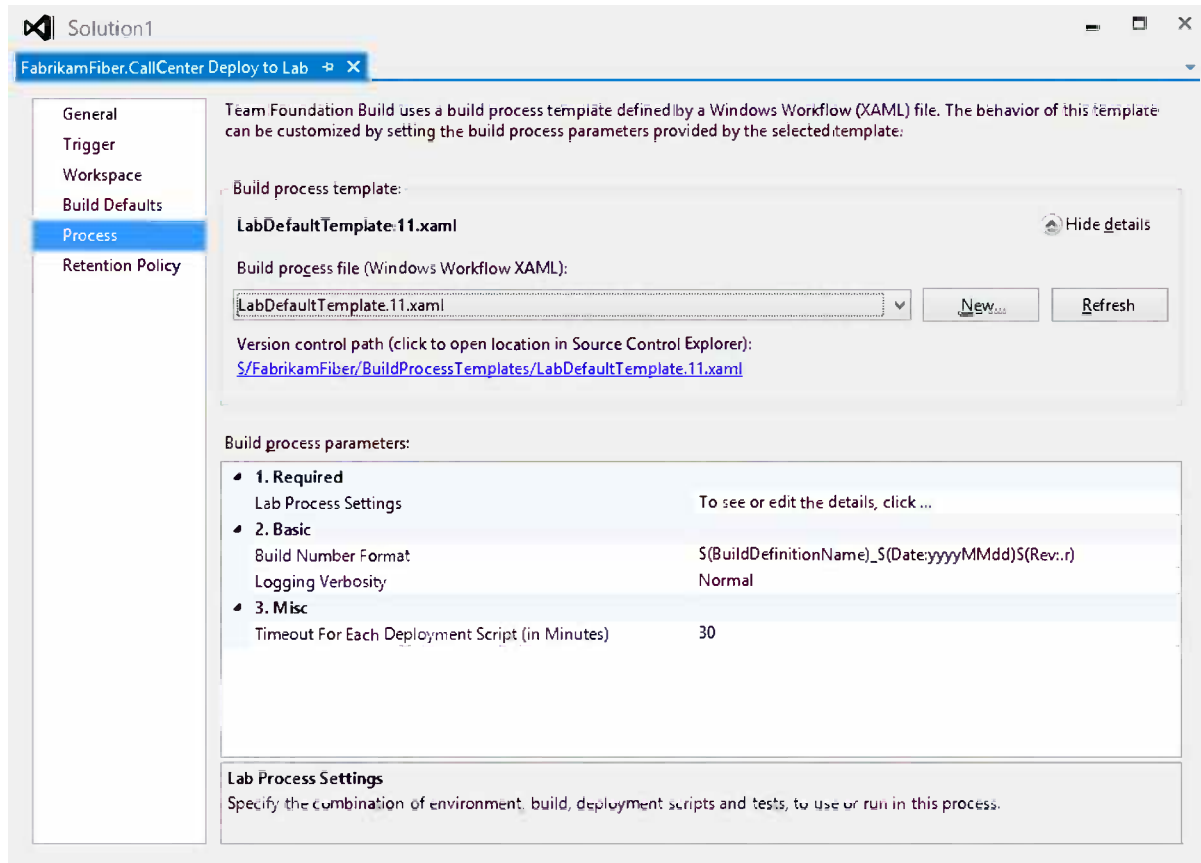 Solution1
FabrikamFiber.CallCenter Deploy to Lab
General
Trigger
Workspace
Build Defaults
Process
Retention Policy
Team Foundation Build uses a build process template defined by a Windows Workflow (XAML) file. The behavior of this template
can be customized by setting the build process parameters provided by the selected template.
Build process template:
LabDefaultTemplate.11.xaml
Hide details
Build process file (Windows Workflow XAML):
LabDefaultTemplate.11.xaml
New...
Refresh
Version control path (click to open location in Source Control Explorer):
$/FabrikamFiber/BuildProcessTemplates/LabDefaultTemplate.11.xaml
Build process parameters:
1. Required
Lab Process Settings To see or edit the details, click ...
2. Basic
Build Number Format $(BuildDefinitionName)_$(Date:yyyyMMdd)$(Rev:.r)
Logging Verbosity Normal
3. Misc
Timeout For Each Deployment Script (in Minutes) 30
Lab Process Settings
Specify the combination of environment, build, deployment scripts and tests, to use or run in this process.